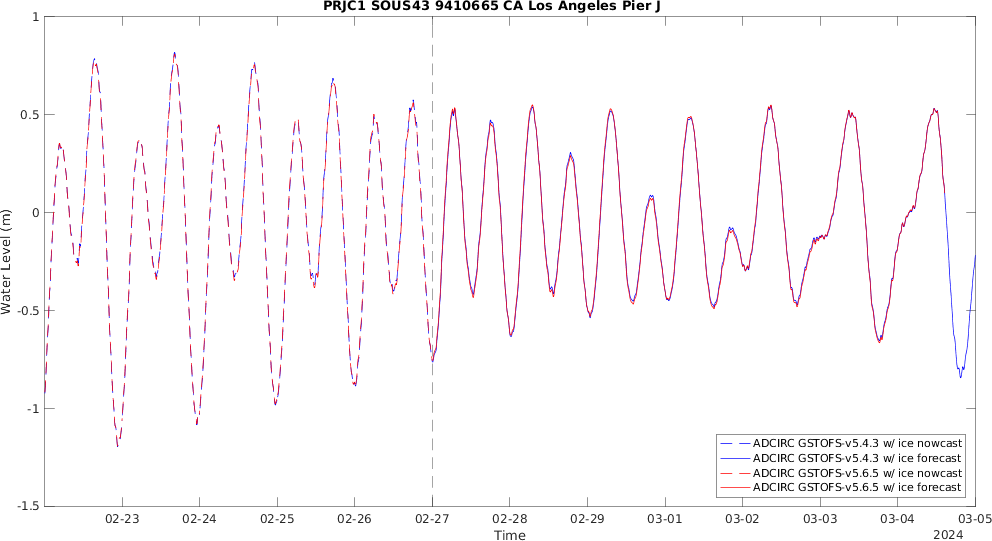 PRJC1 SOUS43 9410665 CA Los Angeles Pier J
1
0.5
0
-0.5
-1
-1.5
Water Level (m)
ADCIRC GSTOFS-v5.4.3 w/ ice nowcast
ADCIRC GSTOFS-v5.4.3 w/ ice forecast
ADCIRC GSTOFS-v5.6.5 w/ ice nowcast
ADCIRC GSTOFS-v5.6.5 w/ ice forecast
02-23 02-24 02-25 02-26 02-27 02-28 02-29 03-01 03-02 03-03 03-04 03-05
Time
2024